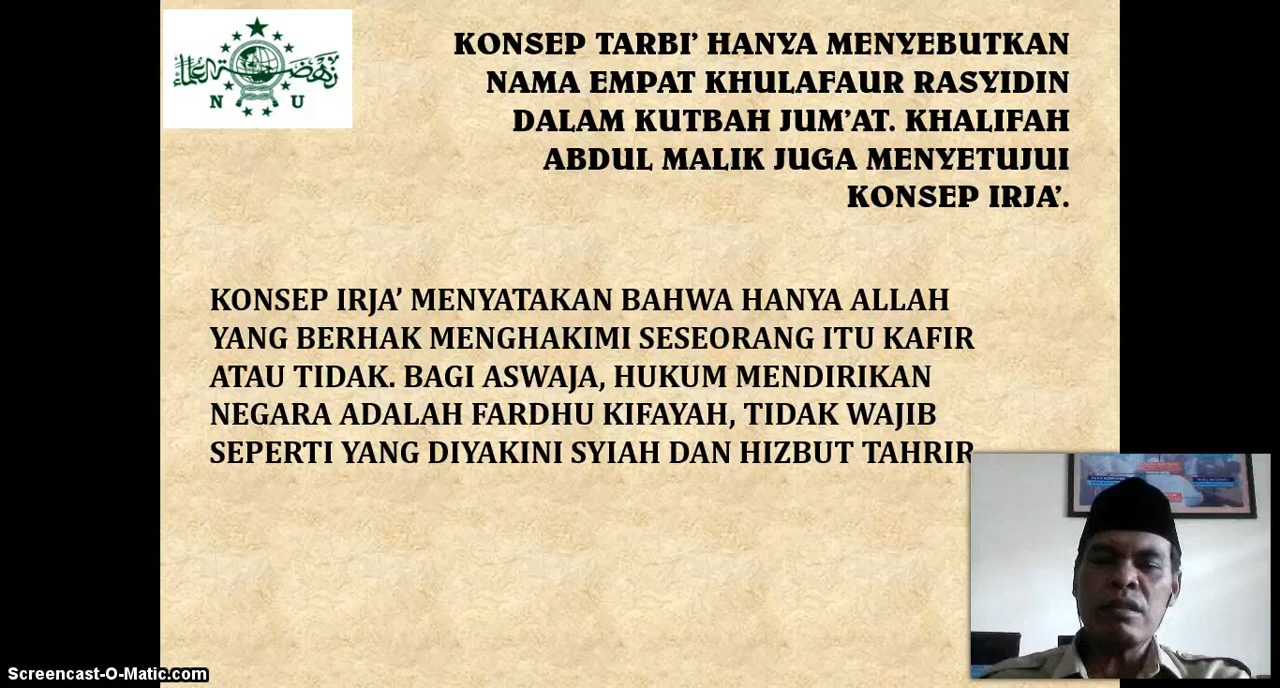 نهضة العلماء
N U
KONSEP TARBI’ HANYA MENYEBUTKAN
NAMA EMPAT KHULAFAUR RASYIDIN
DALAM KUTBAH JUM’AT. KHALIFAH
ABDUL MALIK JUGA MENYETUJUI
KONSEP IRJA’.
KONSEP IRJA’ MENYATAKAN BAHWA HANYA ALLAH
YANG BERHAK MENGHAKIMI SESEORANG ITU KAFIR
ATAU TIDAK. BAGI ASWAJA, HUKUM MENDIRIKAN
NEGARA ADALAH FARDHU KIFAYAH, TIDAK WAJIB
SEPERTI YANG DIYAKINI SYIAH DAN HIZBUT TAHRIR
Screencast-O-Matic.com